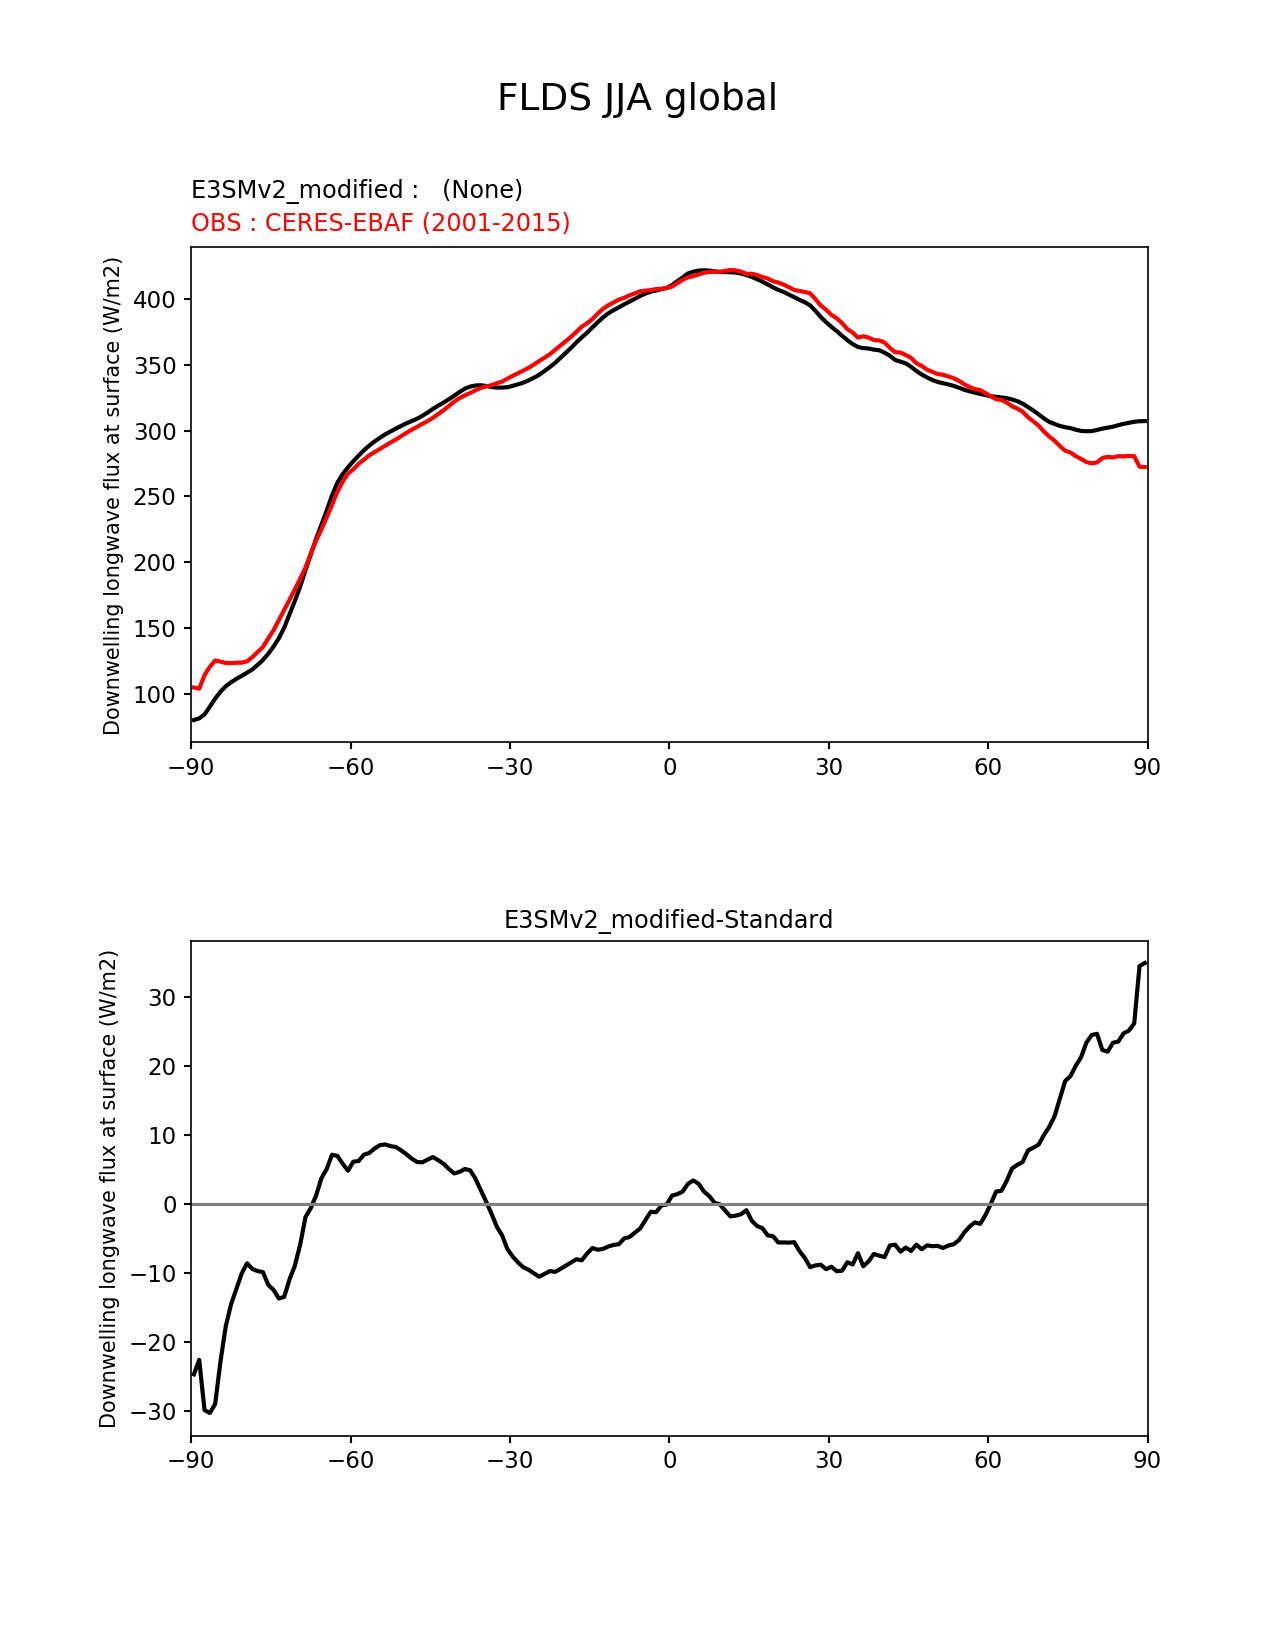 FLDS JJA global
E3SMv2_modified :   (None)
OBS : CERES-EBAF (2001-2015)
Downwelling longwave flux at surface (W/m2)
400
350
300
250
200
150
100
−90 −60 −30 0 30 60 90
E3SMv2_modified-Standard
Downwelling longwave flux at surface (W/m2)
30
20
10
0
−10
−20
−30
−90 −60 −30 0 30 60 90